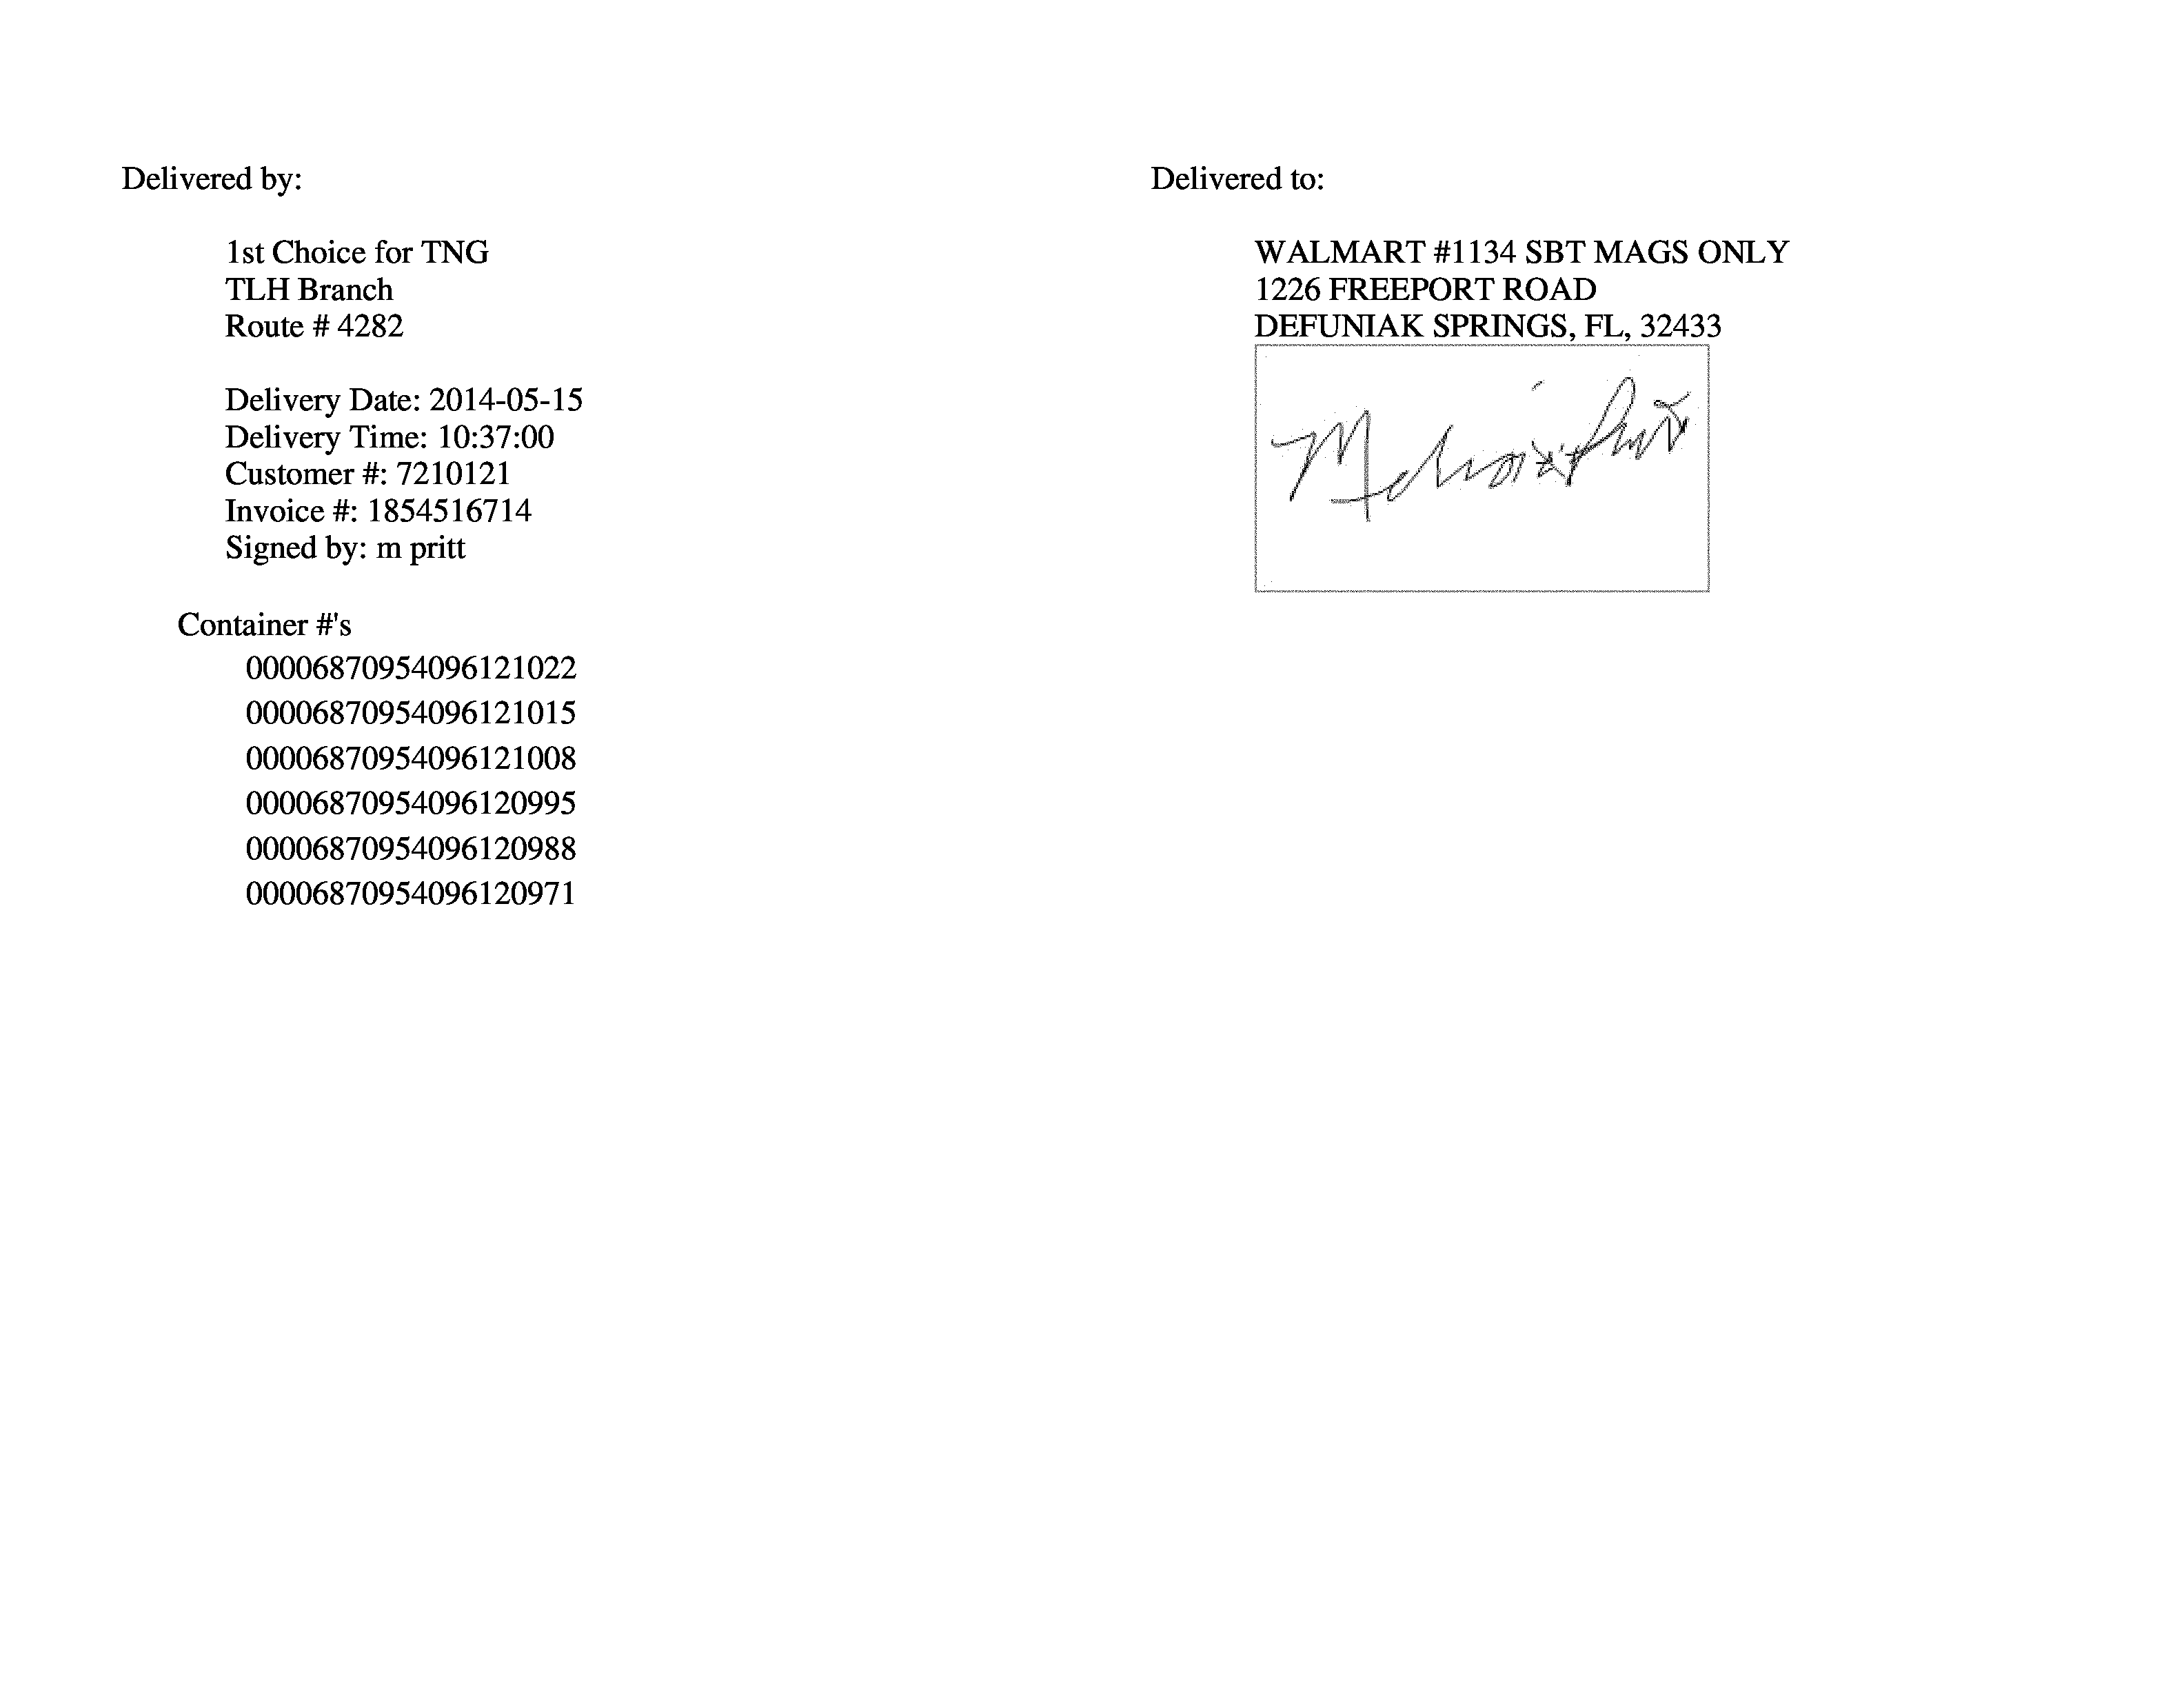 Delivered by:
1st Choice for TNG
TLH Branch
Route # 4282
Delivery Date: 2014-05-15
Delivery Time: 10:37:00
Customer #: 7210121
Invoice #: 1854516714
Signed by: m pritt
Container #'s
00006870954096121022
00006870954096121015
00006870954096121008
00006870954096120995
00006870954096120988
00006870954096120971
Delivered to:
WALMART #1134 SBT MAGS ONLY
1226 FREEPORT ROAD
DEFUNIAK SPRINGS, FL, 32433